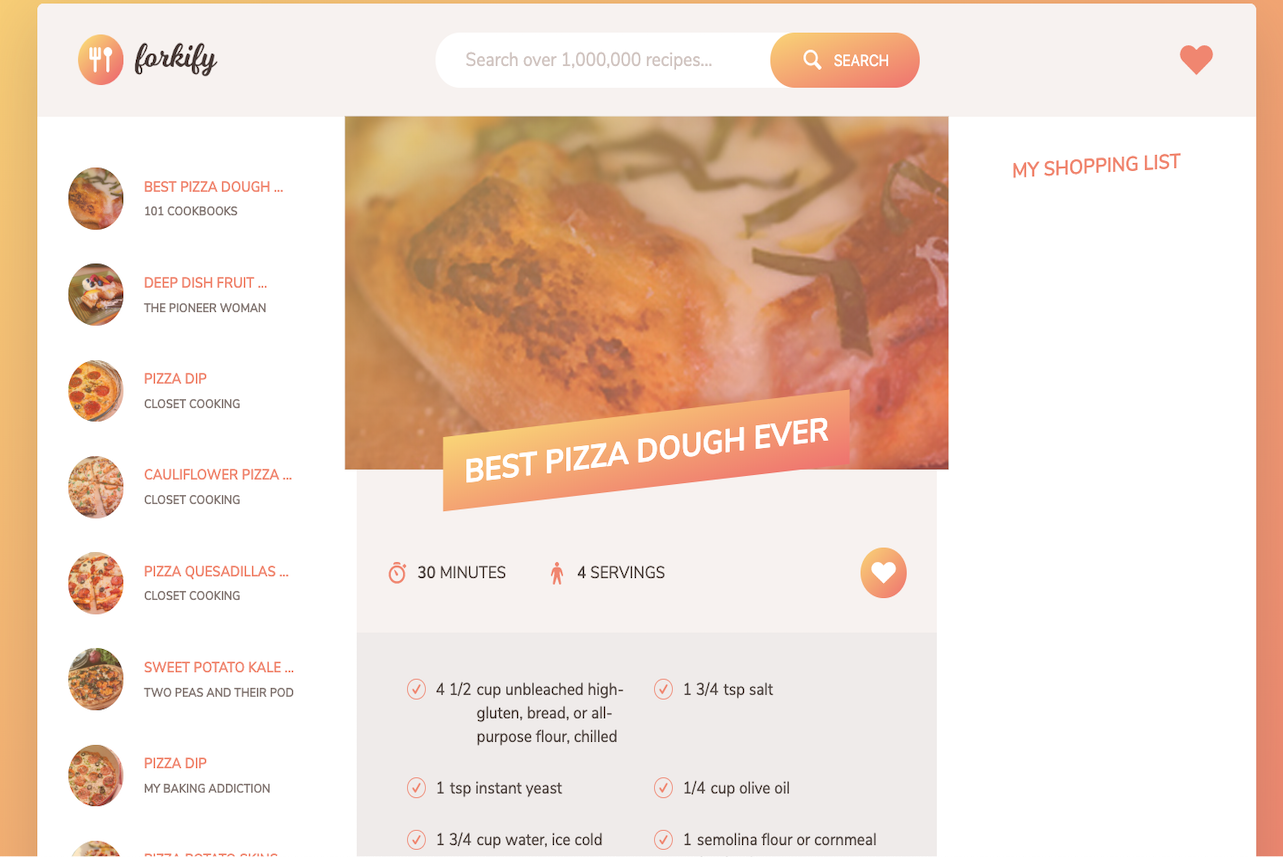 forkify
Search over 1,000,000 recipes...
SEARCH
BEST PIZZA DOUGH ...
101 COOKBOOKS
DEEP DISH FRUIT ...
THE PIONEER WOMAN
PIZZA DIP
CLOSET COOKING
CAULIFLOWER PIZZA ...
CLOSET COOKING
PIZZA QUESADILLAS ...
CLOSET COOKING
SWEET POTATO KALE ...
TWO PEAS AND THEIR POD
PIZZA DIP
MY BAKING ADDICTION
PIZZA POTATO SKINS
BEST PIZZA DOUGH EVER
30 MINUTES
4 SERVINGS
4 1/2 cup unbleached high-
gluten, bread, or all-
purpose flour, chilled
1 3/4 tsp salt
1 tsp instant yeast
1/4 cup olive oil
1 3/4 cup water, ice cold
1 semolina flour or cornmeal
MY SHOPPING LIST